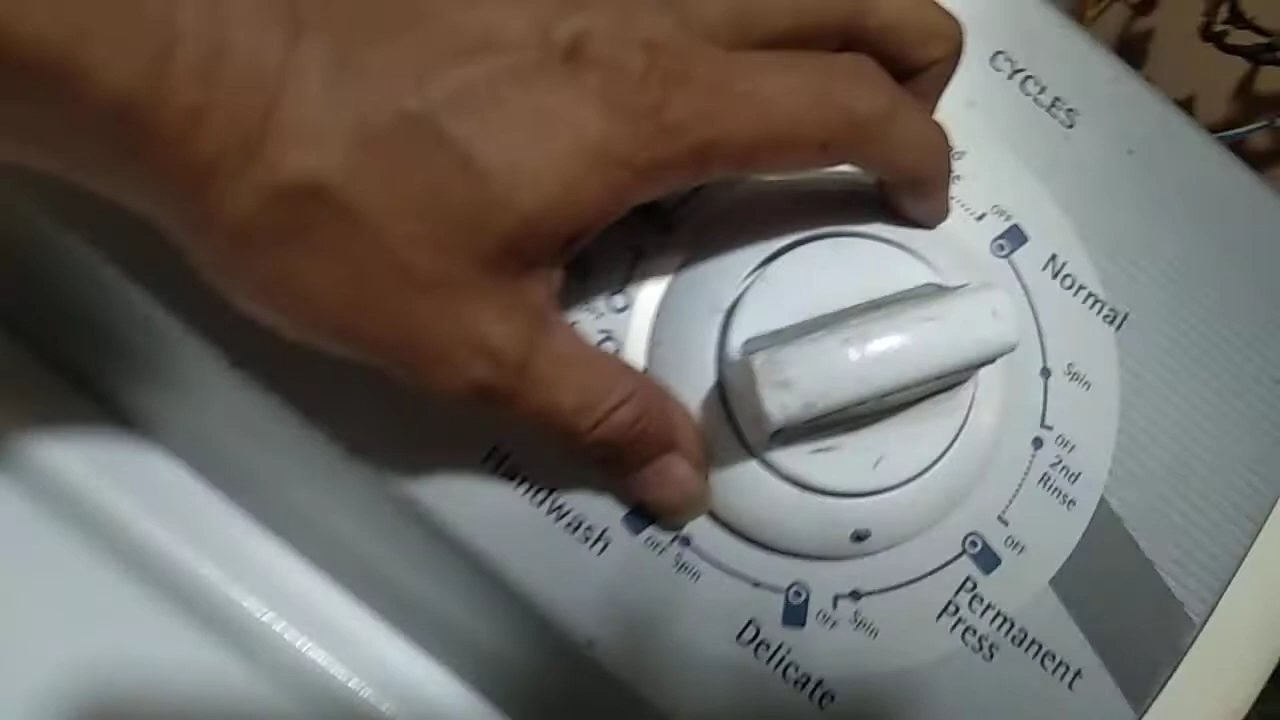 CYCLES
OFF
Normal
Spin
OFF
2nd
Rinse
OFF
Permanent
Press
Spin
OFF
Delicate
Spin
OFF
Handwash